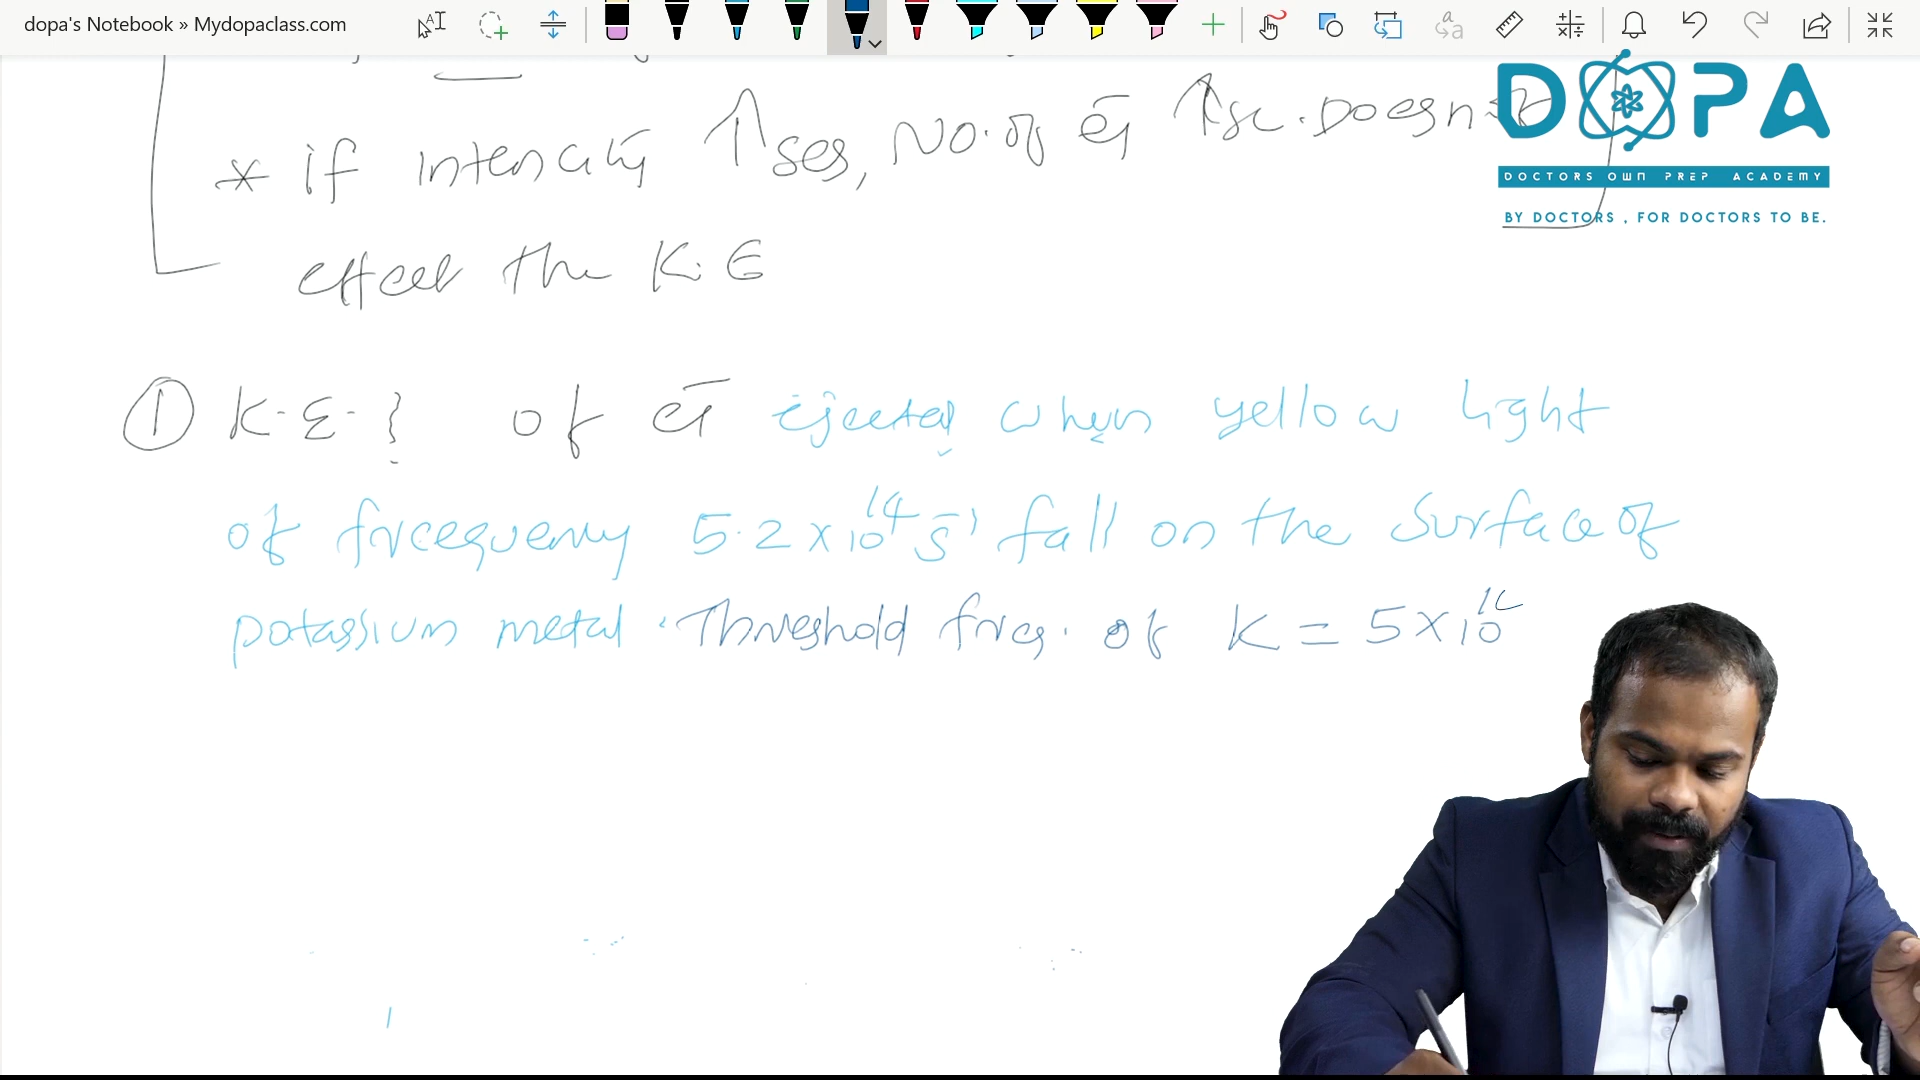 dopa's Notebook » Mydopaclass.com
DOPA
DOCTORS OWN PREP ACADEMY
BY DOCTORS , FOR DOCTORS TO BE.
* if intensity ↑ses, No. of e⁻ ↑se. Doesn't
effect the K.E
① K.E. } of e⁻ ejected when yellow light
of frecequency 5.2 × 10¹⁴ s⁻¹ fall on the surface of
potassium metal. Threshold freq. of K = 5 × 10